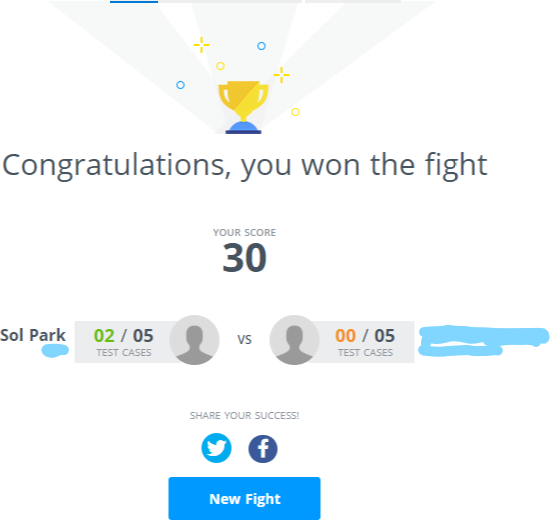 Congratulations, you won the fight
YOUR SCORE
30
Sol Park
02 / 05
TEST CASES
VS
00 / 05
TEST CASES
SHARE YOUR SUCCESS!
New Fight